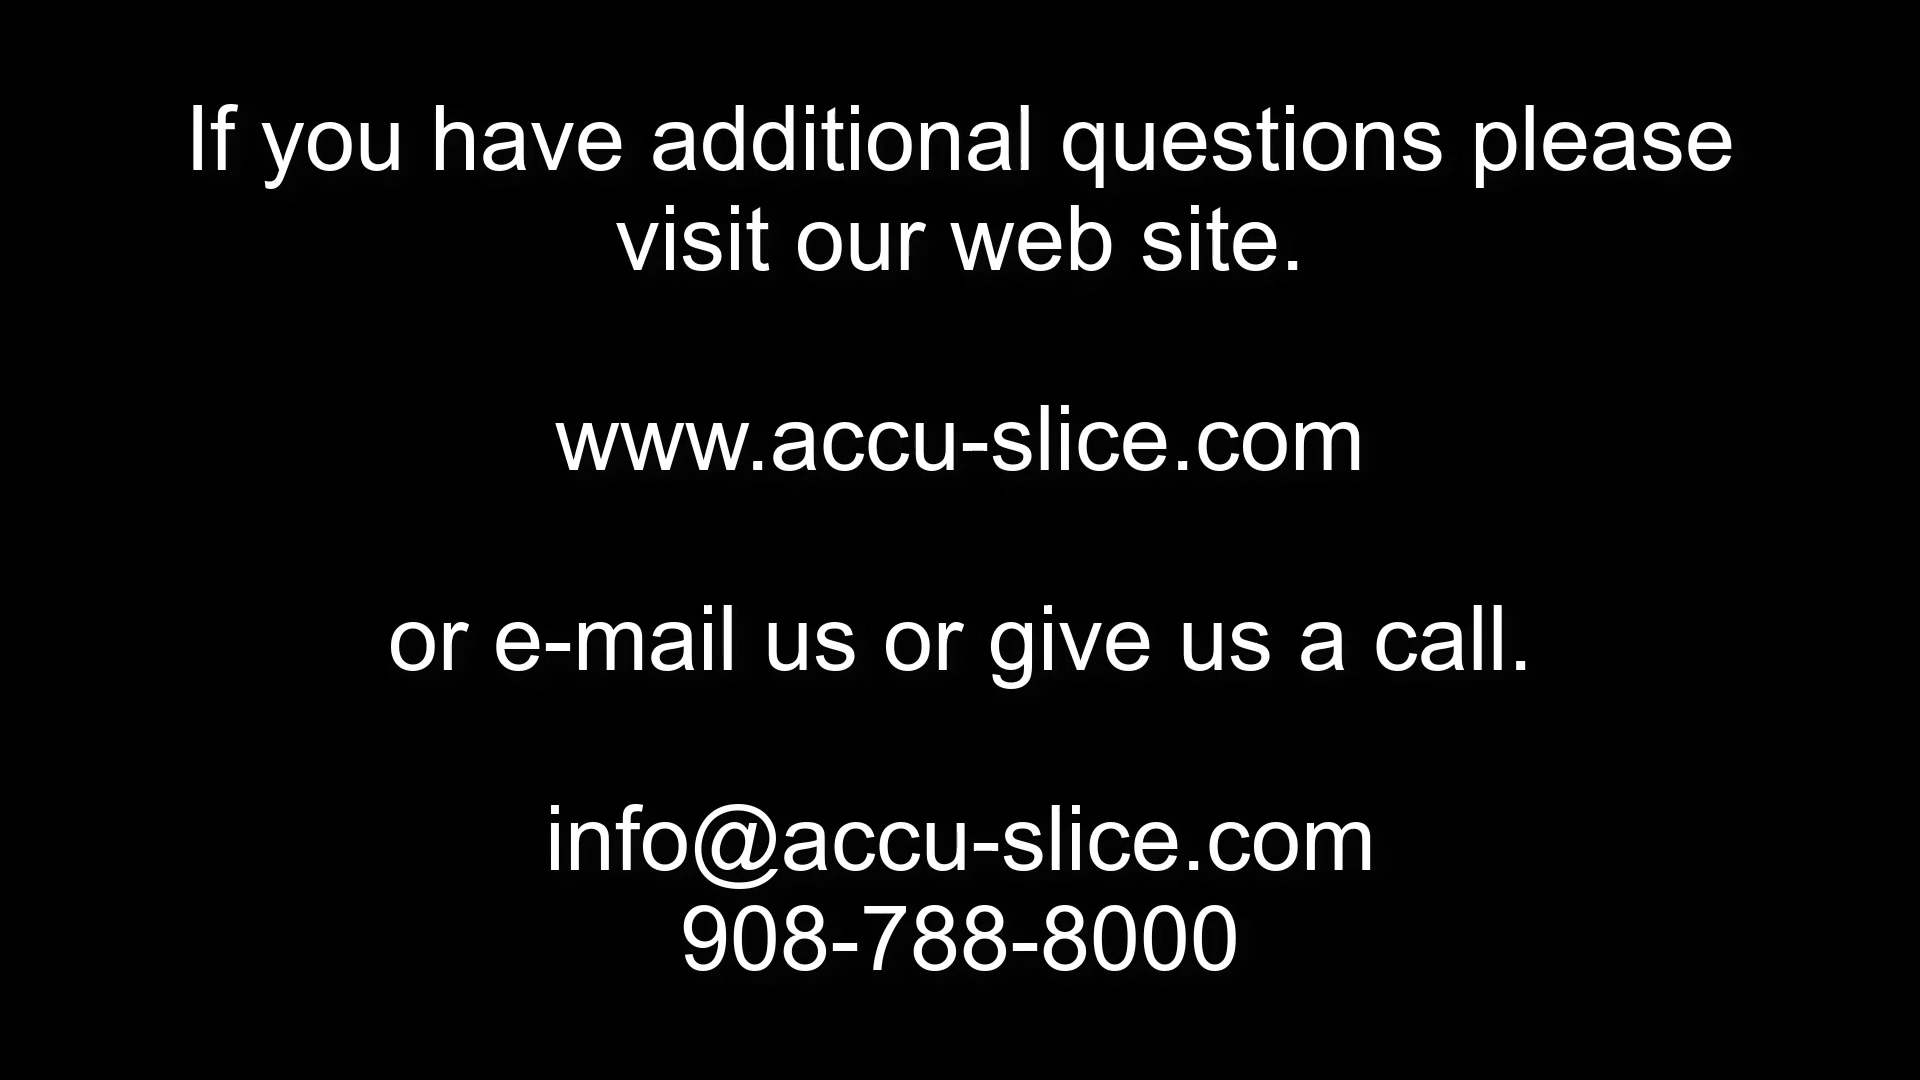 If you have additional questions please
visit our web site.
www.accu-slice.com
or e-mail us or give us a call.
info@accu-slice.com
908-788-8000